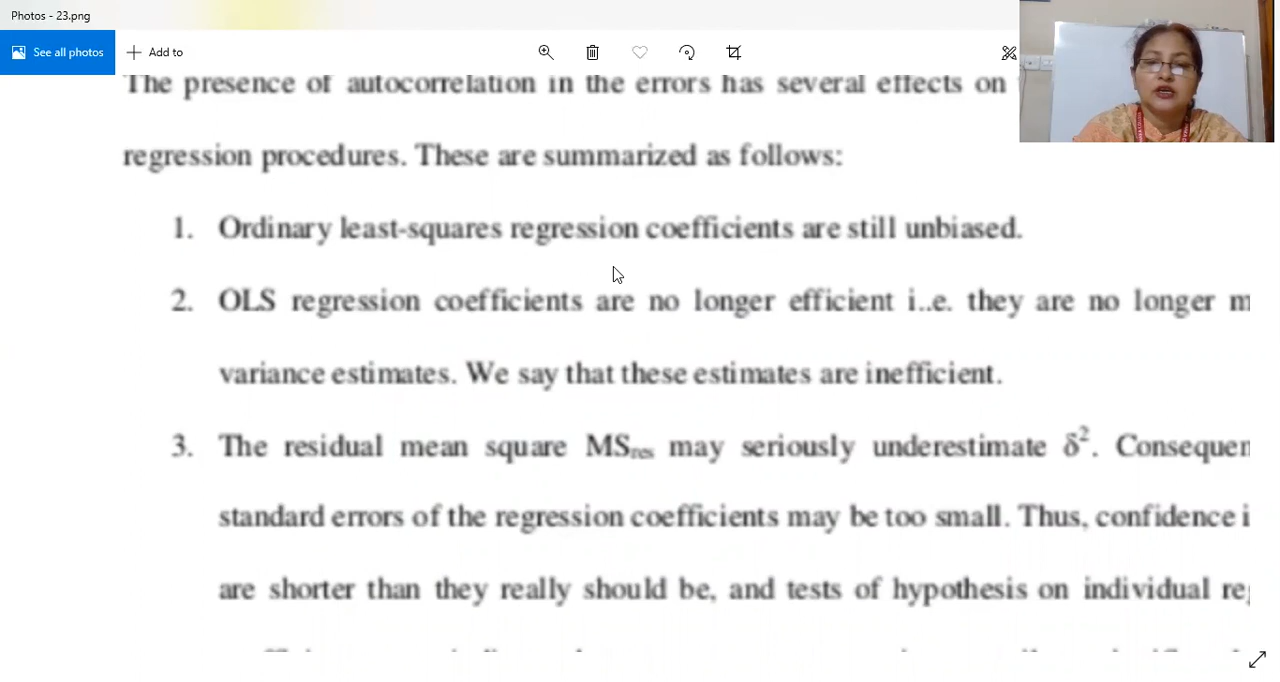 Photos - 23.png
See all photos
Add to
The presence of autocorrelation in the errors has several effects on
regression procedures. These are summarized as follows:
1. Ordinary least-squares regression coefficients are still unbiased.
2. OLS regression coefficients are no longer efficient i..e. they are no longer m
variance estimates. We say that these estimates are inefficient.
3. The residual mean square MSres may seriously underestimate δ². Consequen
standard errors of the regression coefficients may be too small. Thus, confidence i
are shorter than they really should be, and tests of hypothesis on individual re